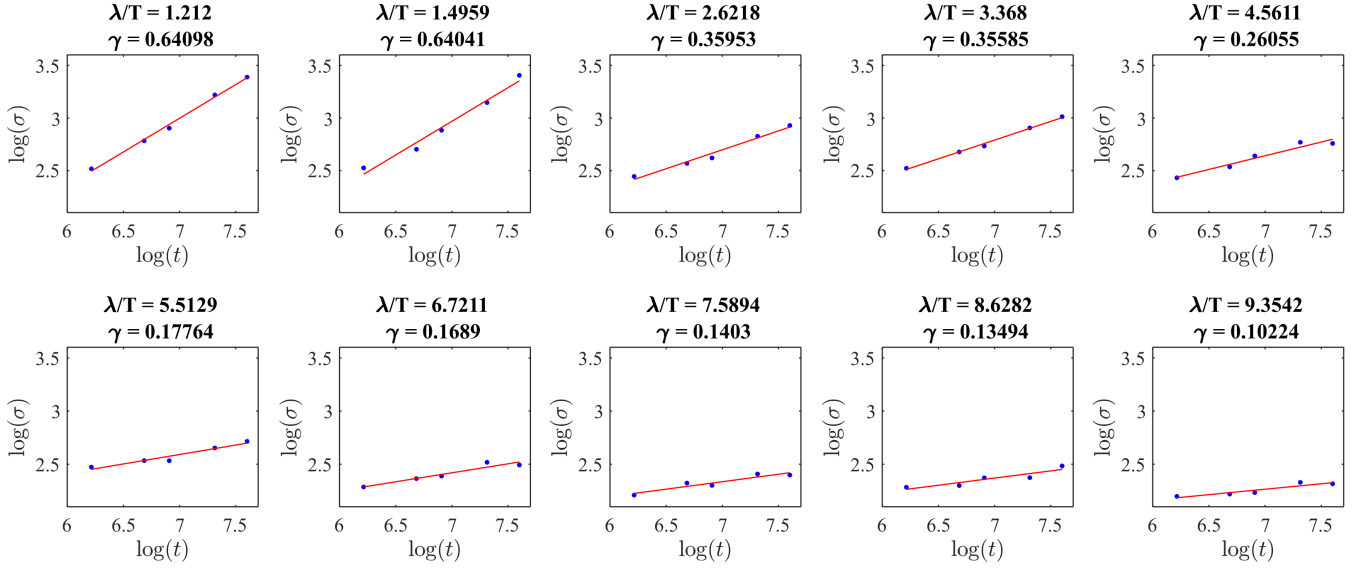 λ/T = 1.212
γ = 0.64098
3.5
3
2.5
log(σ)
6
6.5
7
7.5
log(t)
λ/T = 1.4959
γ = 0.64041
3.5
3
2.5
log(σ)
6
6.5
7
7.5
log(t)
λ/T = 2.6218
γ = 0.35953
3.5
3
2.5
log(σ)
6
6.5
7
7.5
log(t)
λ/T = 3.368
γ = 0.35585
3.5
3
2.5
log(σ)
6
6.5
7
7.5
log(t)
λ/T = 4.5611
γ = 0.26055
3.5
3
2.5
log(σ)
6
6.5
7
7.5
log(t)
λ/T = 5.5129
γ = 0.17764
3.5
3
2.5
log(σ)
6
6.5
7
7.5
log(t)
λ/T = 6.7211
γ = 0.1689
3.5
3
2.5
log(σ)
6
6.5
7
7.5
log(t)
λ/T = 7.5894
γ = 0.1403
3.5
3
2.5
log(σ)
6
6.5
7
7.5
log(t)
λ/T = 8.6282
γ = 0.13494
3.5
3
2.5
log(σ)
6
6.5
7
7.5
log(t)
λ/T = 9.3542
γ = 0.10224
3.5
3
2.5
log(σ)
6
6.5
7
7.5
log(t)